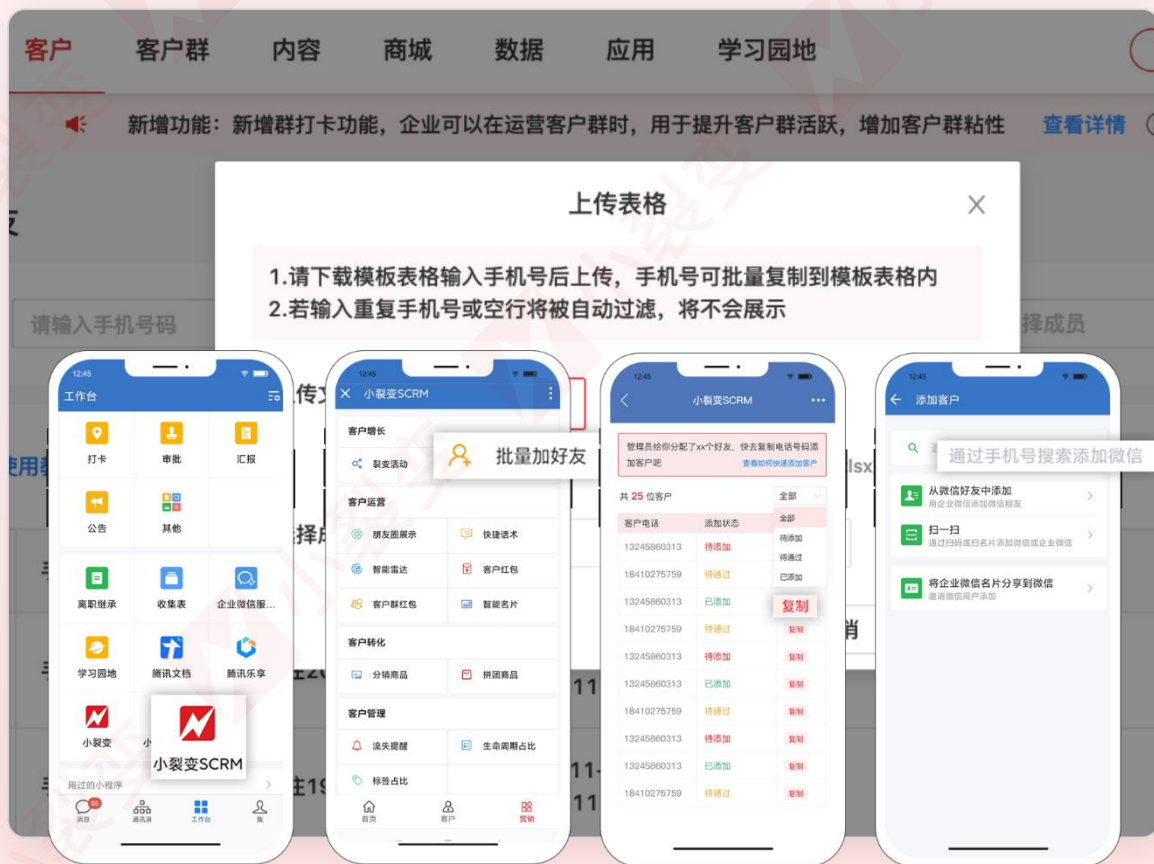 客户 客户群 内容 商城 数据 应用 学习园地
新增功能：新增群打卡功能，企业可以在运营客户群时，用于提升客户群活跃，增加客户群粘性 查看详情
上传表格
1.请下载模板表格输入手机号后上传，手机号可批量复制到模板表格内
2.若输入重复手机号或空行将被自动过滤，将不会展示
请输入手机号码
择成员
12:45
工作台
打卡 审批 汇报
公告 其他
离职继承 收集表 企业微信服...
学习园地 腾讯文档 腾讯乐享
小裂变
小裂变SCRM
用过的小程序
45
消息 通讯录 工作台 我
12:45
小裂变SCRM
客户增长
裂变活动
批量加好友
客户运营
朋友圈展示 快捷话术
智能雷达 客户红包
客户群红包 智能名片
客户转化
分销商品 拼团商品
客户管理
流失提醒 生命周期占比
标签占比
首页 客户 营销
12:45
小裂变SCRM
管理员给你分配了xx个好友，快去复制电话号码添
加客户吧 查看如何快速添加客户
共 25 位客户 全部
客户电话 添加状态 全部
待添加
13245860313 待添加
待通过
18410275759 待通过
已添加
13245860313 已添加 复制
18410275759 待通过 复制
13245860313 待添加 复制
13245860313 已添加 复制
18410275759 待通过 复制
13245860313 待添加 复制
13245860313 已添加 复制
18410275759 待通过 复制
12:45
添加客户
通过手机号搜索添加微信
从微信好友中添加
用企业微信添加微信朋友
扫一扫
通过扫码或扫名片添加微信或企业微信
将企业微信名片分享到微信
邀请微信用户添加
小裂变